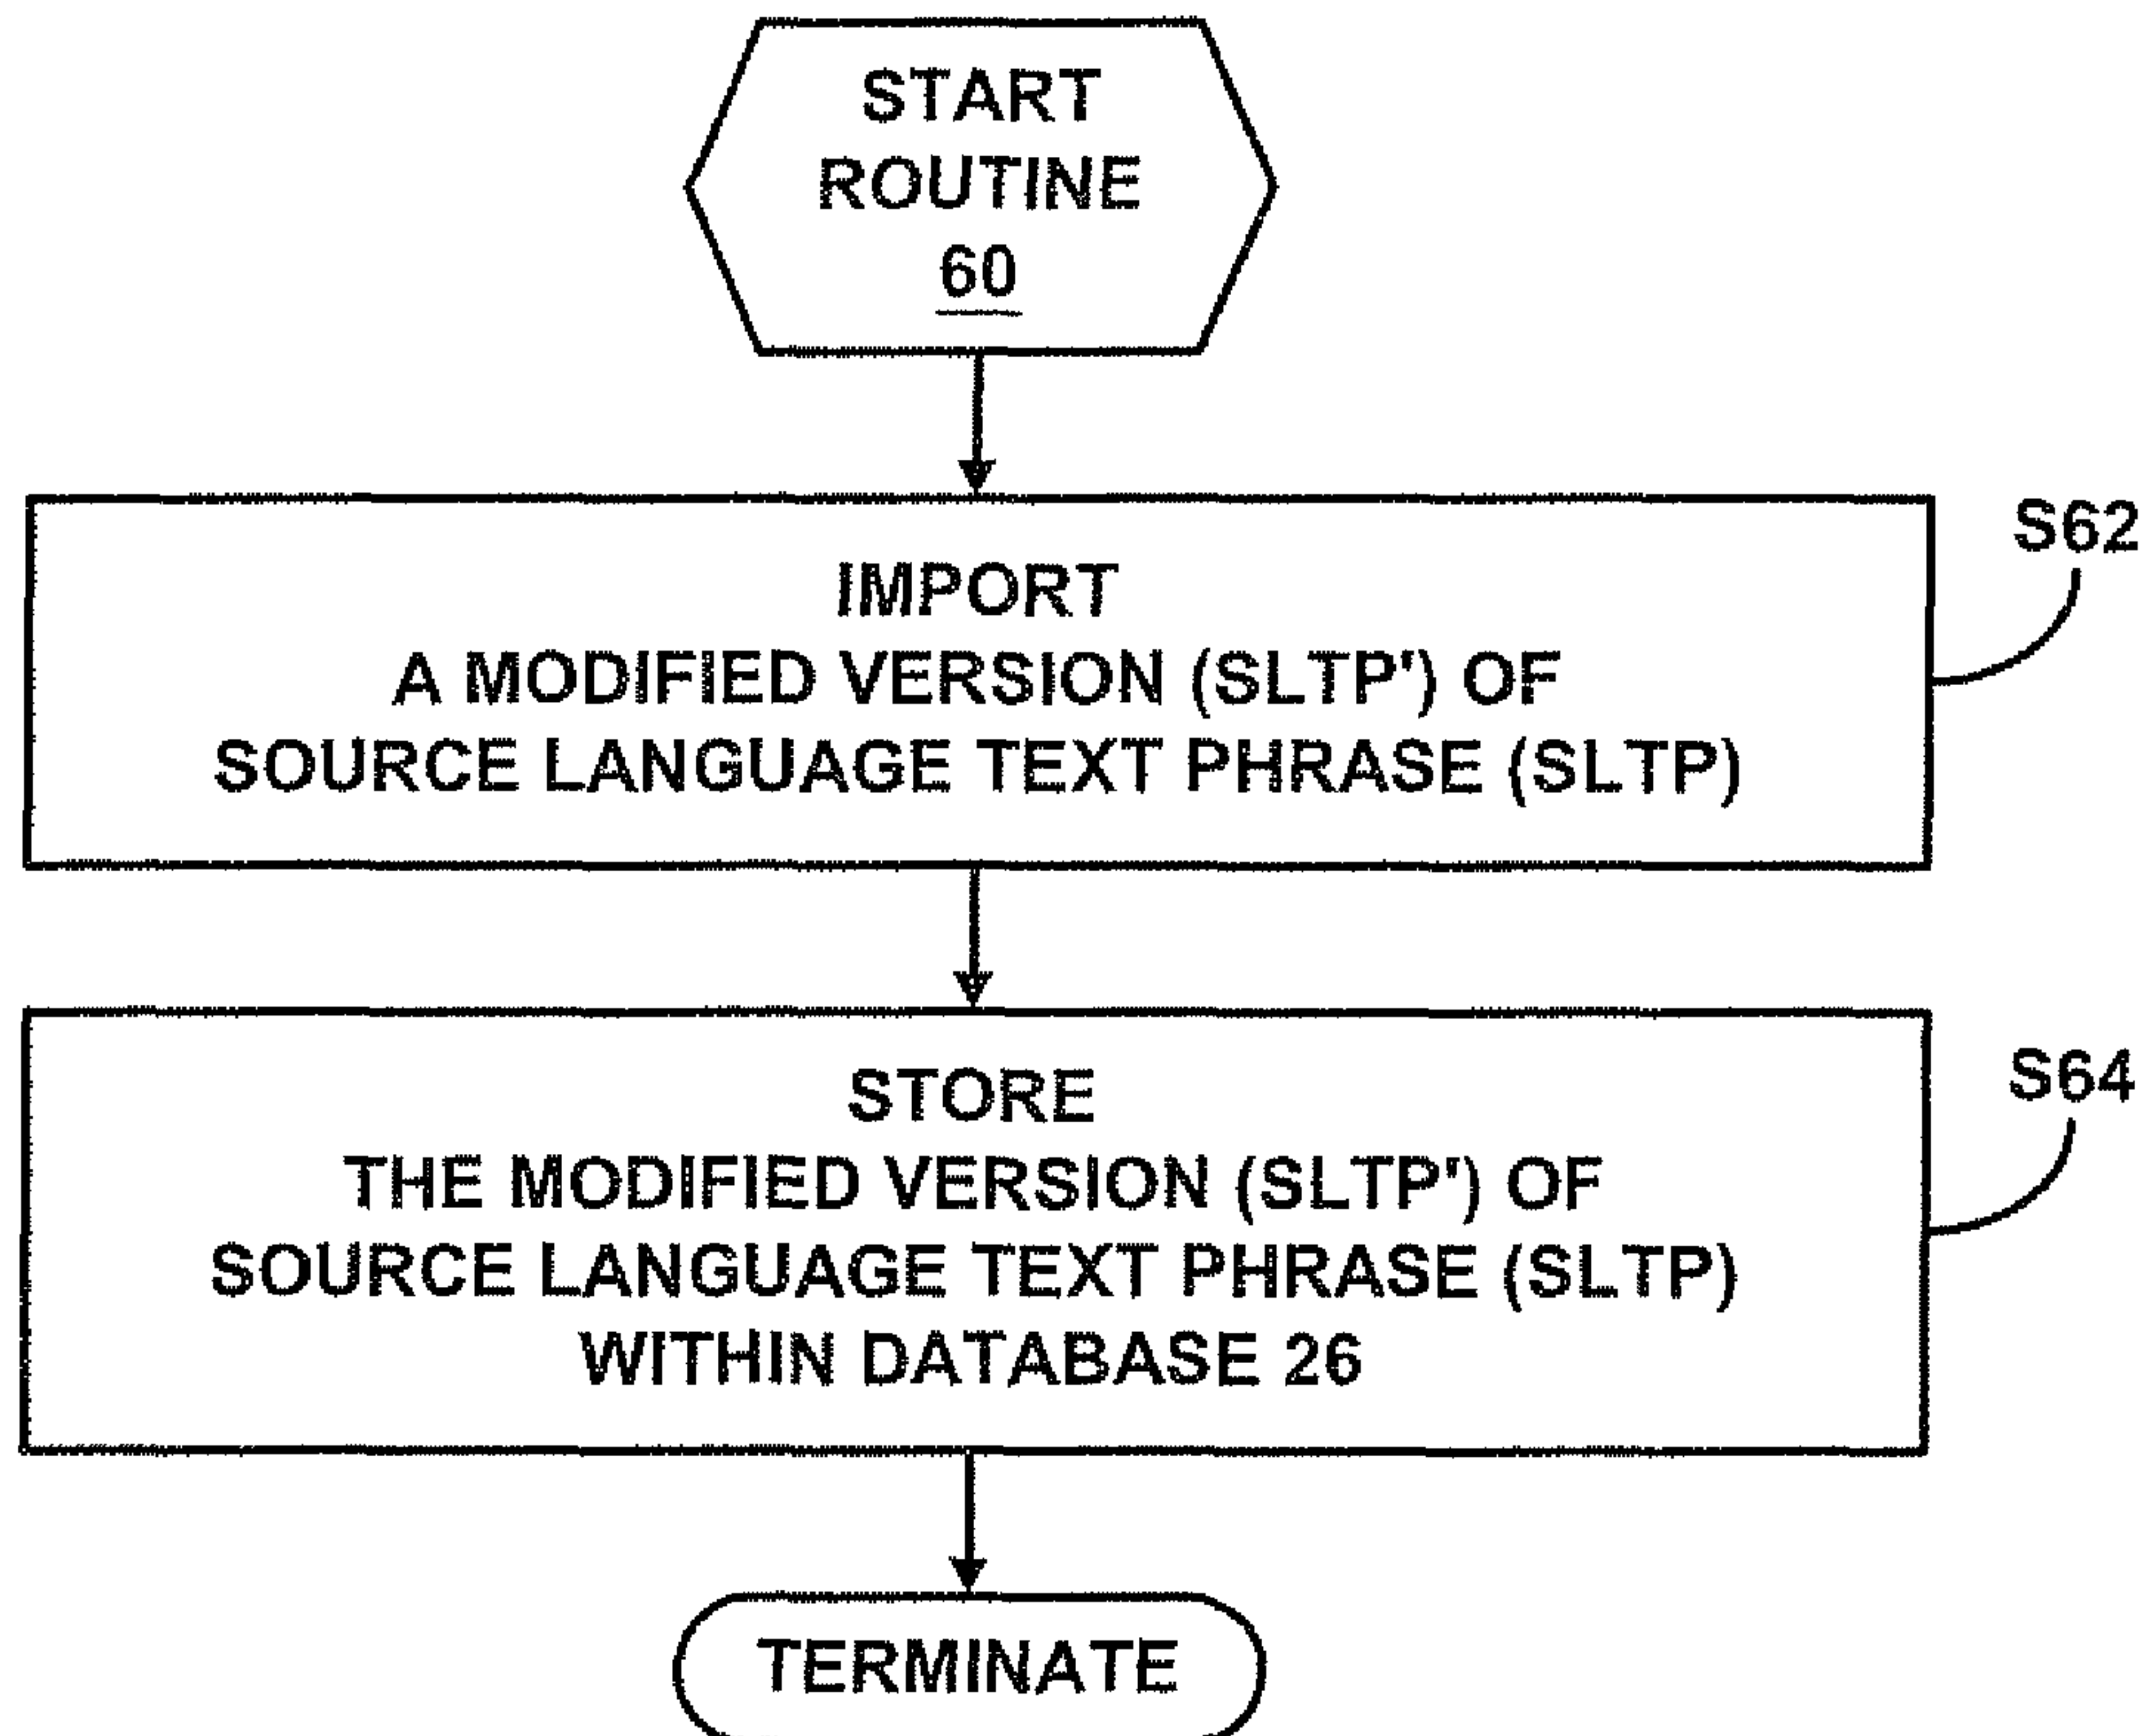 START
ROUTINE
60
S62
IMPORT
A MODIFIED VERSION (SLTP') OF
SOURCE LANGUAGE TEXT PHRASE (SLTP)
S64
STORE
THE MODIFIED VERSION (SLTP') OF
SOURCE LANGUAGE TEXT PHRASE (SLTP)
WITHIN DATABASE 26
TERMINATE